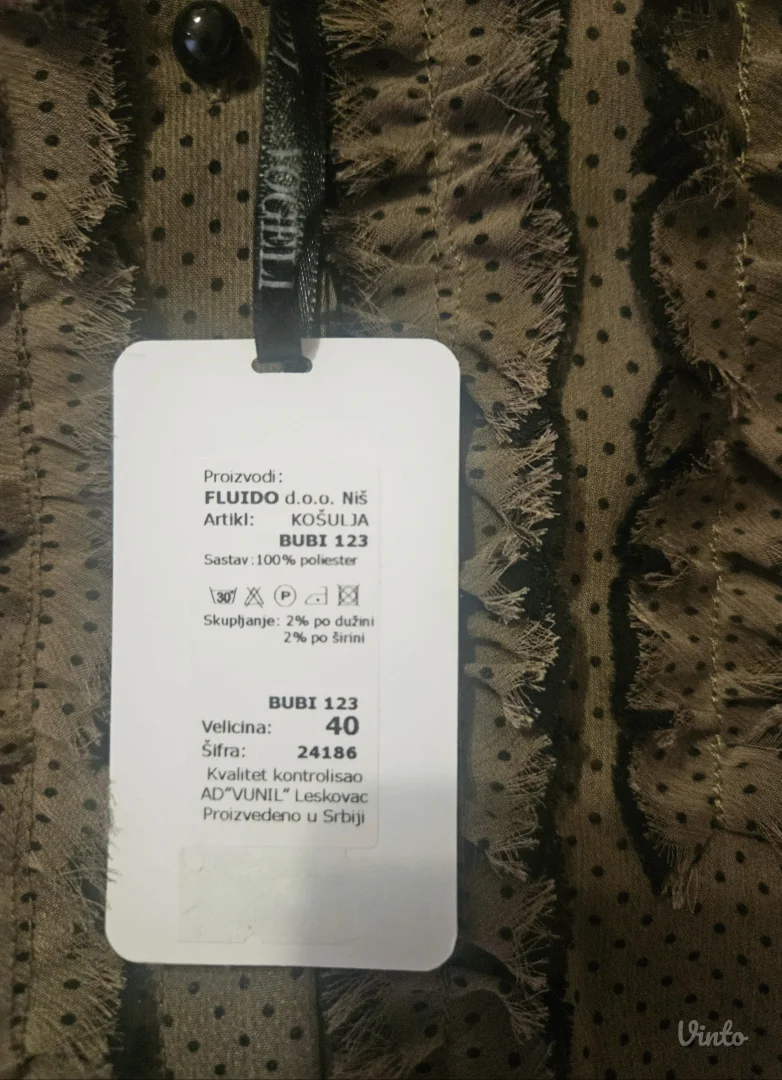 Proizvodi:
FLUIDO d.o.o. Niš
Artikl: KOŠULJA
BUBI 123
Sastav:100% poliester
30° P
Skupljanje: 2% po dužini
2% po širini
BUBI 123
Velicina: 40
Šifra: 24186
Kvalitet kontrolisao
AD"VUNIL" Leskovac
Proizvedeno u Srbiji
Vinto